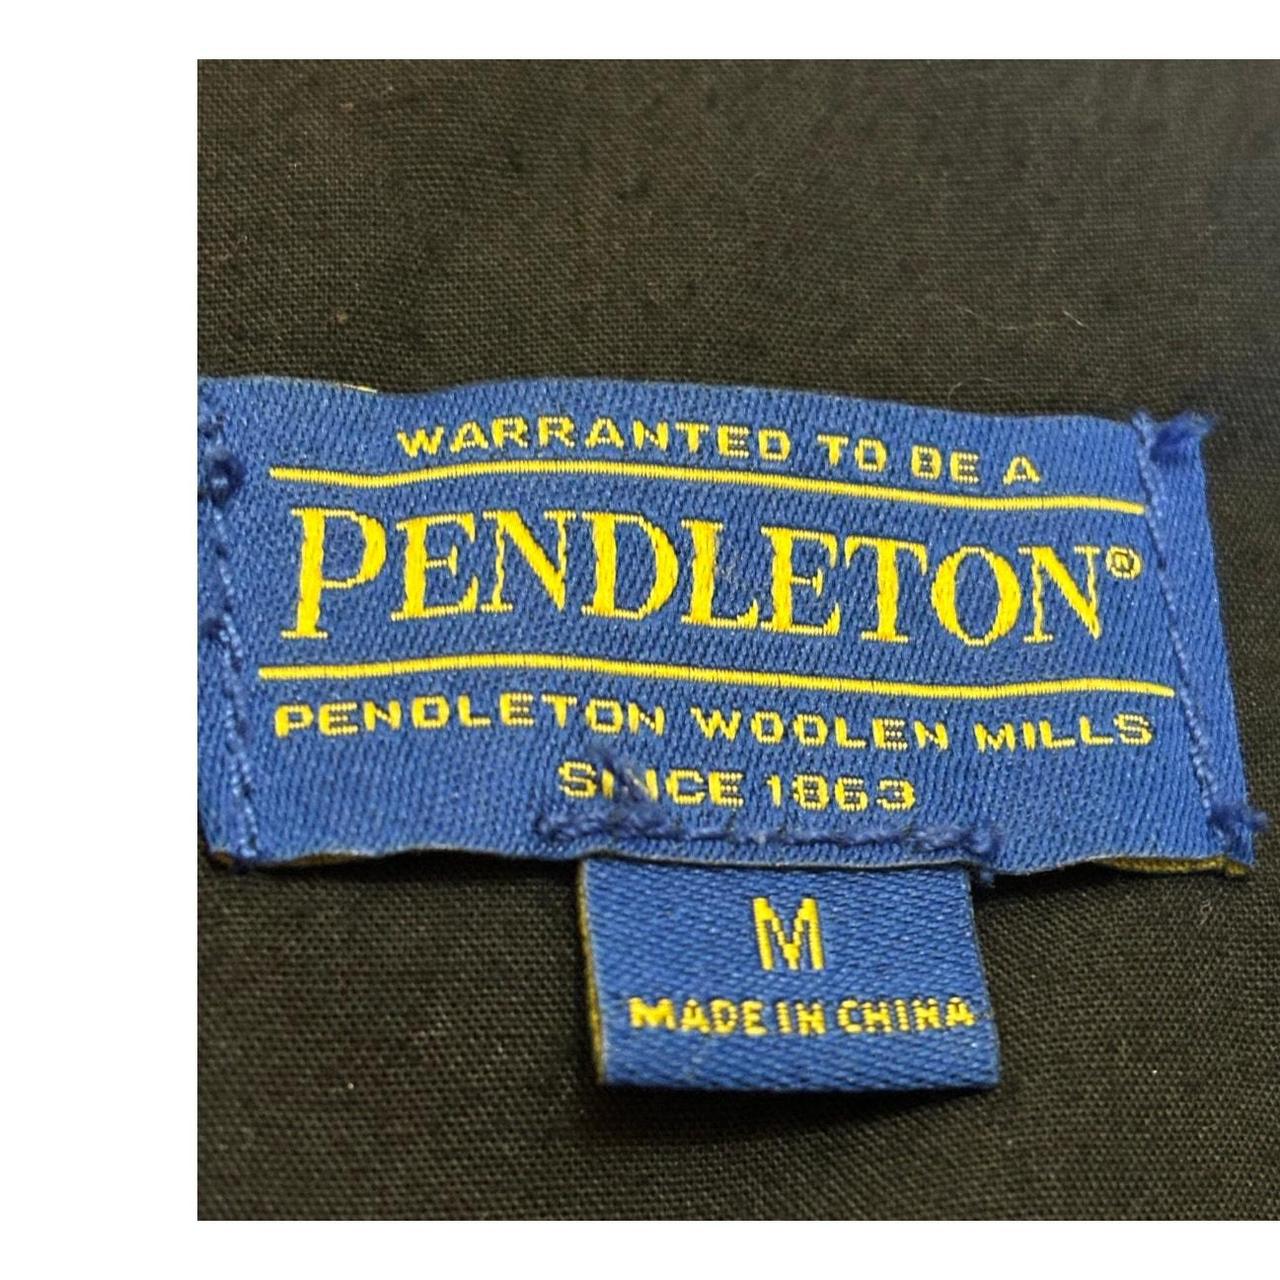 WARRANTED TO BE A
PENDLETON®
PENDLETON WOOLEN MILLS
SINCE 1863
M
MADE IN CHINA